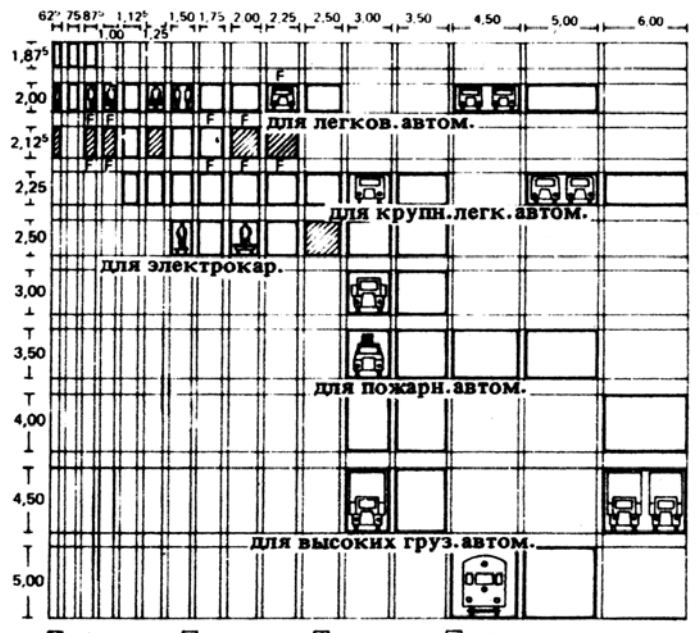 62⁵ 75 87⁵ 1,12⁵ 1,50 1,75 2,00 2,25 2,50 3,00 3,50 4,50 5,00 6.00
1,00 1,25
1,87⁵
F
2,00
F F F F
для легков.автом.
2,12⁵
F F F F F
2,25
для крупн.легк.автом.
2,50
для электрокар.
3,00
3,50
для пожарн.автом.
4,00
4,50
для высоких груз.автом.
5,00